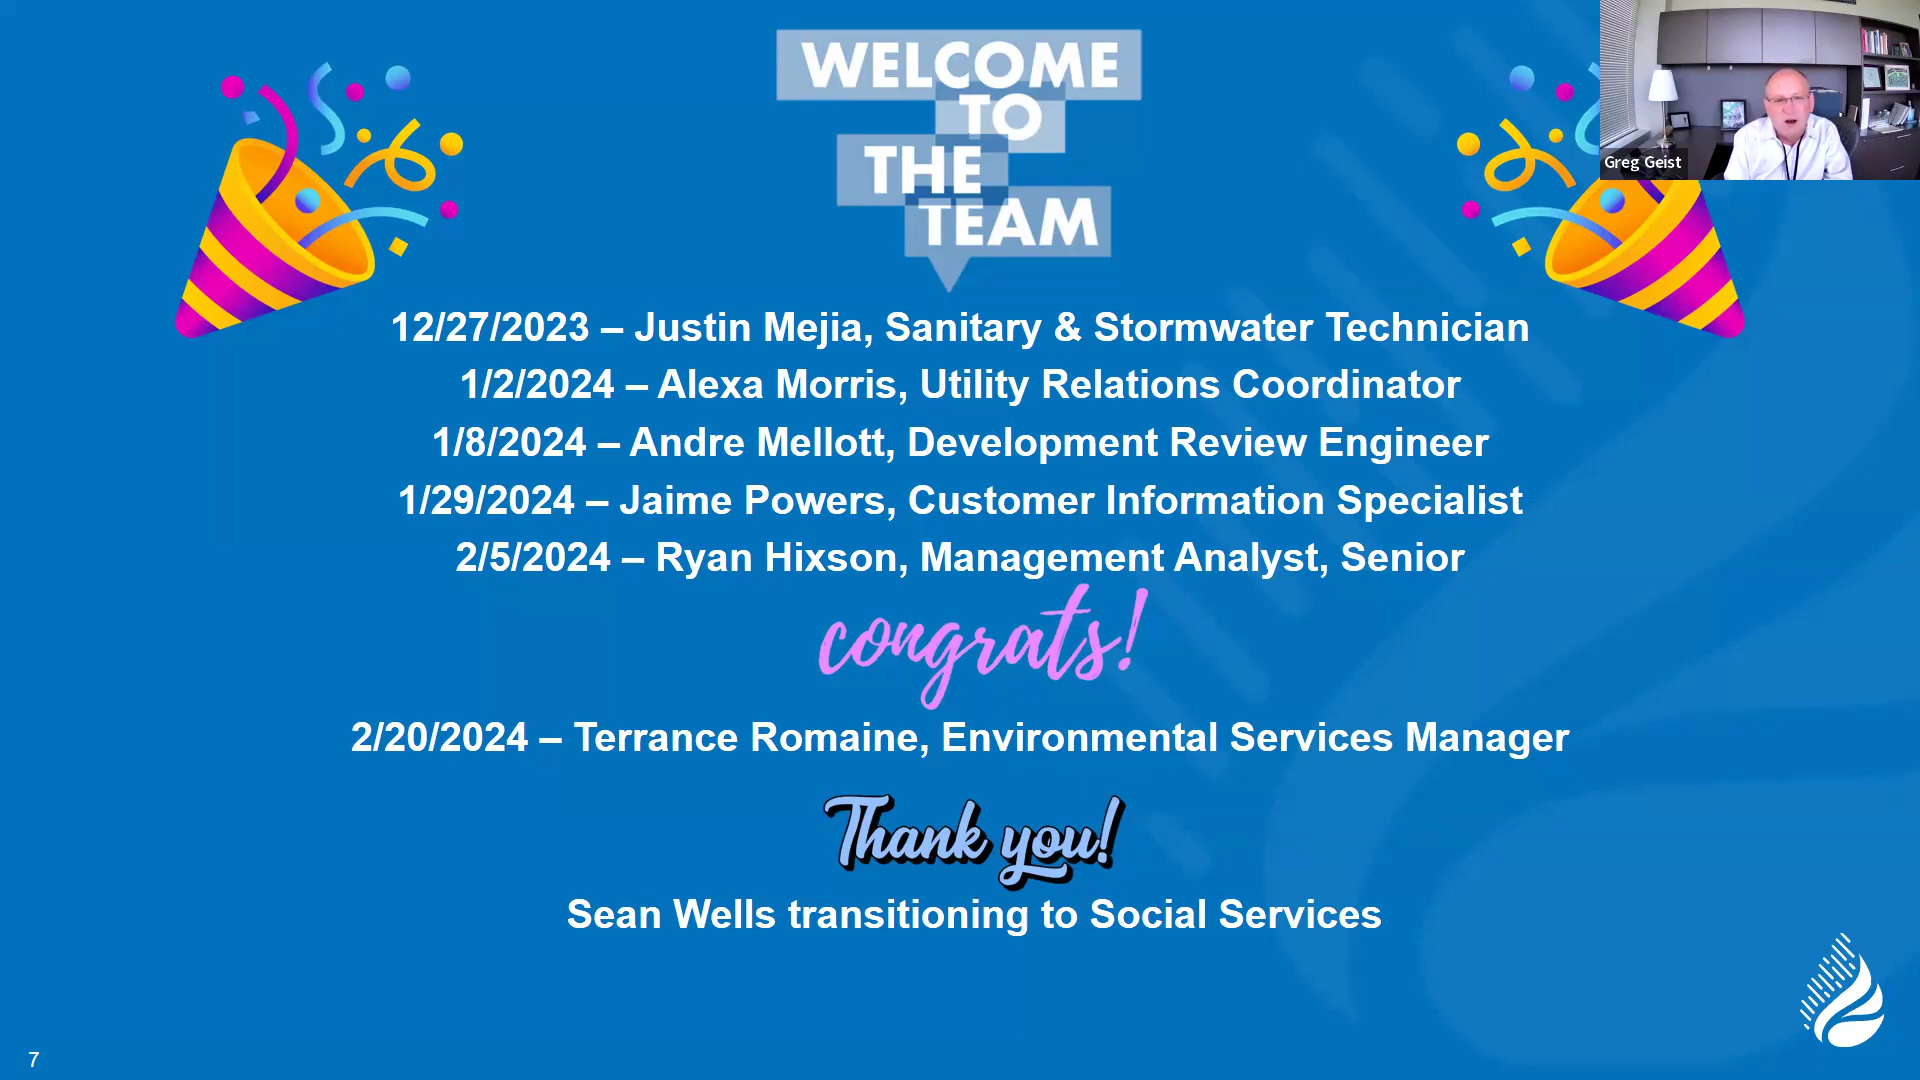 WELCOME
TO
THE
TEAM
Greg Geist
12/27/2023 – Justin Mejia, Sanitary & Stormwater Technician
1/2/2024 – Alexa Morris, Utility Relations Coordinator
1/8/2024 – Andre Mellott, Development Review Engineer
1/29/2024 – Jaime Powers, Customer Information Specialist
2/5/2024 – Ryan Hixson, Management Analyst, Senior
congrats!
2/20/2024 – Terrance Romaine, Environmental Services Manager
Thank you!
Sean Wells transitioning to Social Services
7